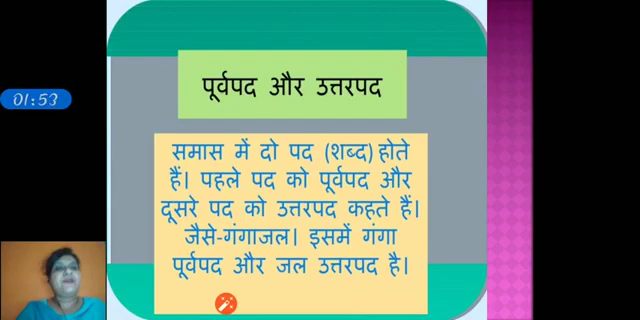 पूर्वपद और उत्तरपद
01:53
समास में दो पद (शब्द) होते
हैं। पहले पद को पूर्वपद और
दूसरे पद को उत्तरपद कहते हैं।
जैसे-गंगाजल। इसमें गंगा
पूर्वपद और जल उत्तरपद है।